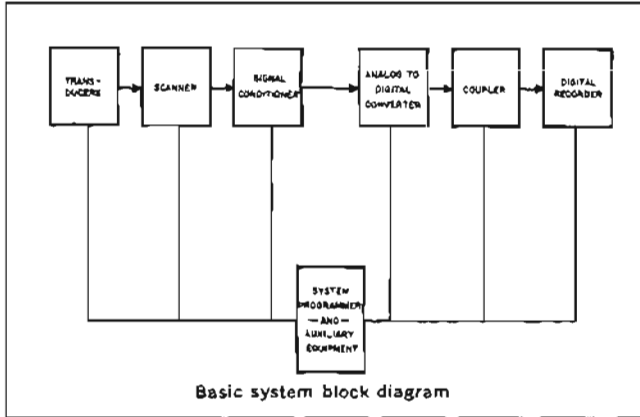 TRANS-
DUCERS
SCANNER
SIGNAL
CONDITIONER
ANALOG TO
DIGITAL
CONVERTER
COUPLER
DIGITAL
RECORDER
SYSTEM
PROGRAMMER
—AND—
AUXILIARY
EQUIPMENT
Basic system block diagram